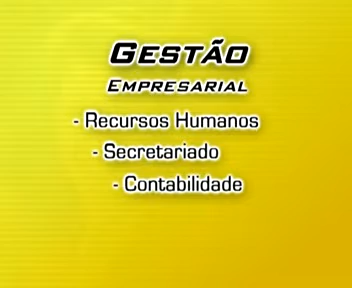 GESTÃO
EMPRESARIAL
- Recursos Humanos
- Secretariado
- Contabilidade